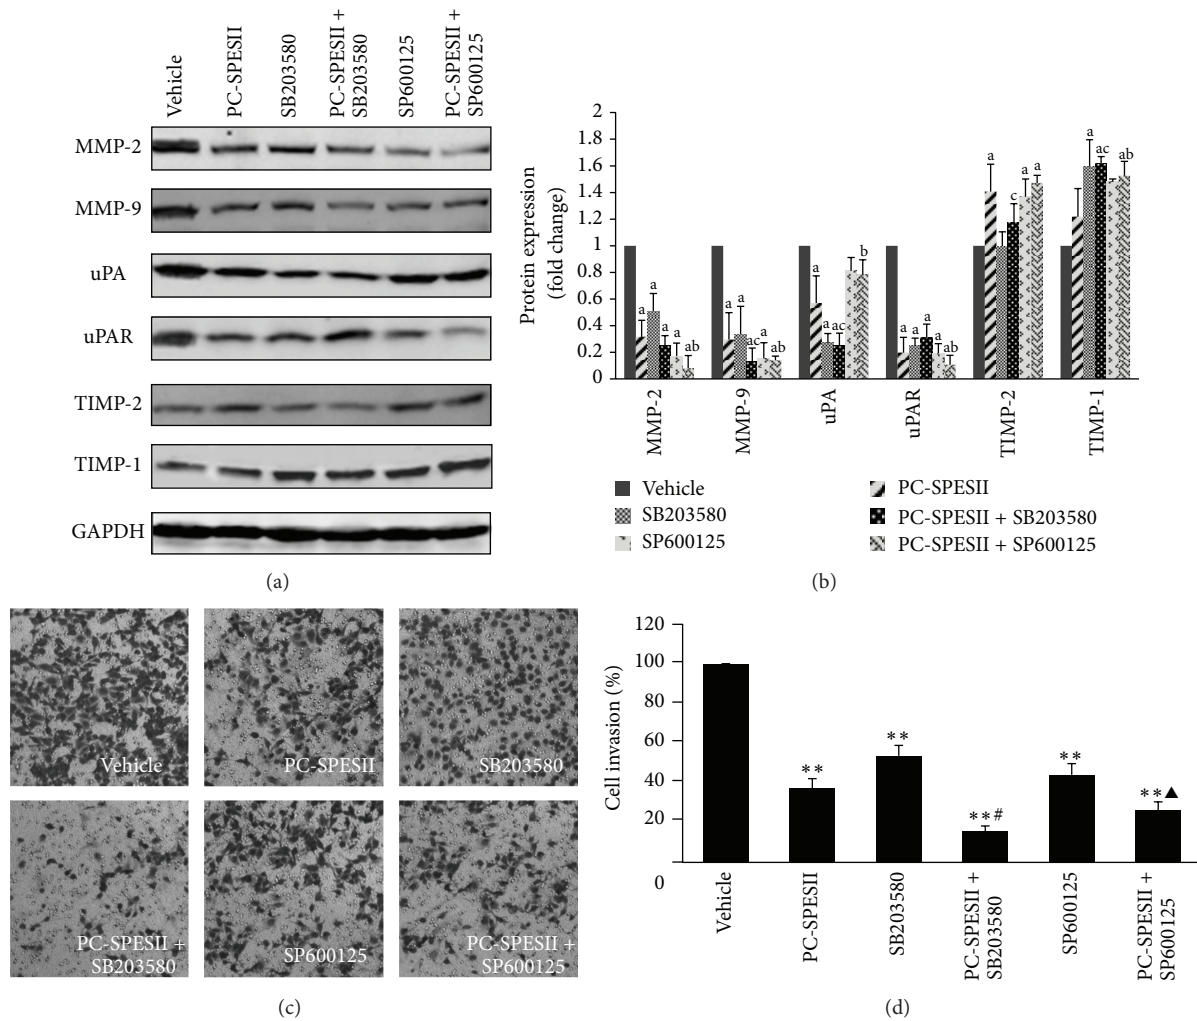 Vehicle
PC-SPESII
SB203580
PC-SPESII +
SB203580
SP600125
PC-SPESII +
SP600125
MMP-2
MMP-9
uPA
uPAR
TIMP-2
TIMP-1
GAPDH
(a)
Protein expression
(fold change)
2
1.8
1.6
1.4
1.2
1
0.8
0.6
0.4
0.2
0
a
a
a
a
ab
a
a
ac
a
ab
a
a
ac
b
a
a
a
a
ab
a
c
a
a
a
ac
ab
MMP-2
MMP-9
uPA
uPAR
TIMP-2
TIMP-1
Vehicle
PC-SPESII
SB203580
PC-SPESII + SB203580
SP600125
PC-SPESII + SP600125
(b)
Vehicle
PC-SPESII
SB203580
PC-SPESII +
SB203580
SP600125
PC-SPESII +
SP600125
(c)
Cell invasion (%)
120
100
80
60
40
20
0
**
**
**#
**
**▲
Vehicle
PC-SPESII
SB203580
PC-SPESII +
SB203580
SP600125
PC-SPESII +
SP600125
(d)